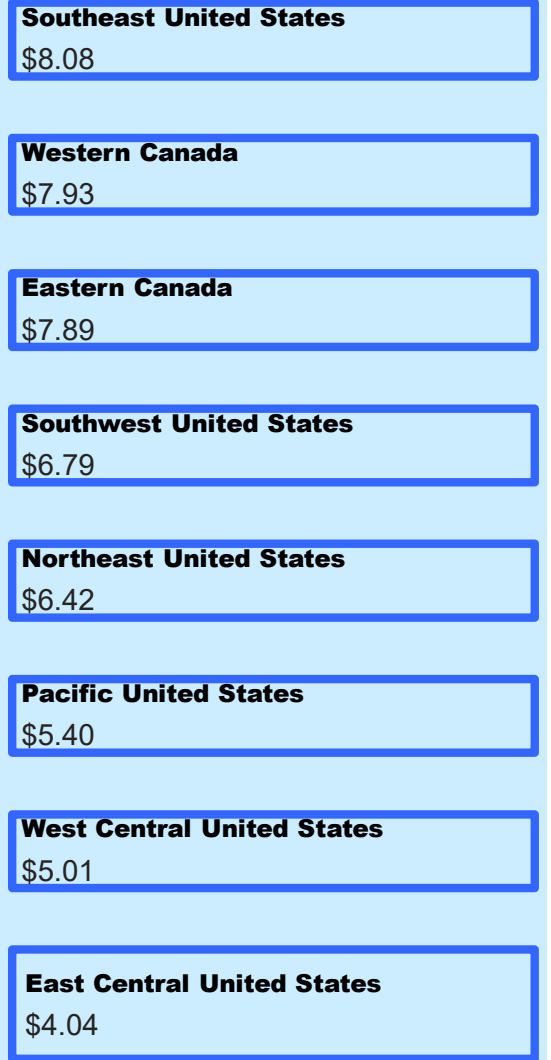 Southeast United States
$8.08
Western Canada
$7.93
Eastern Canada
$7.89
Southwest United States
$6.79
Northeast United States
$6.42
Pacific United States
$5.40
West Central United States
$5.01
East Central United States
$4.04